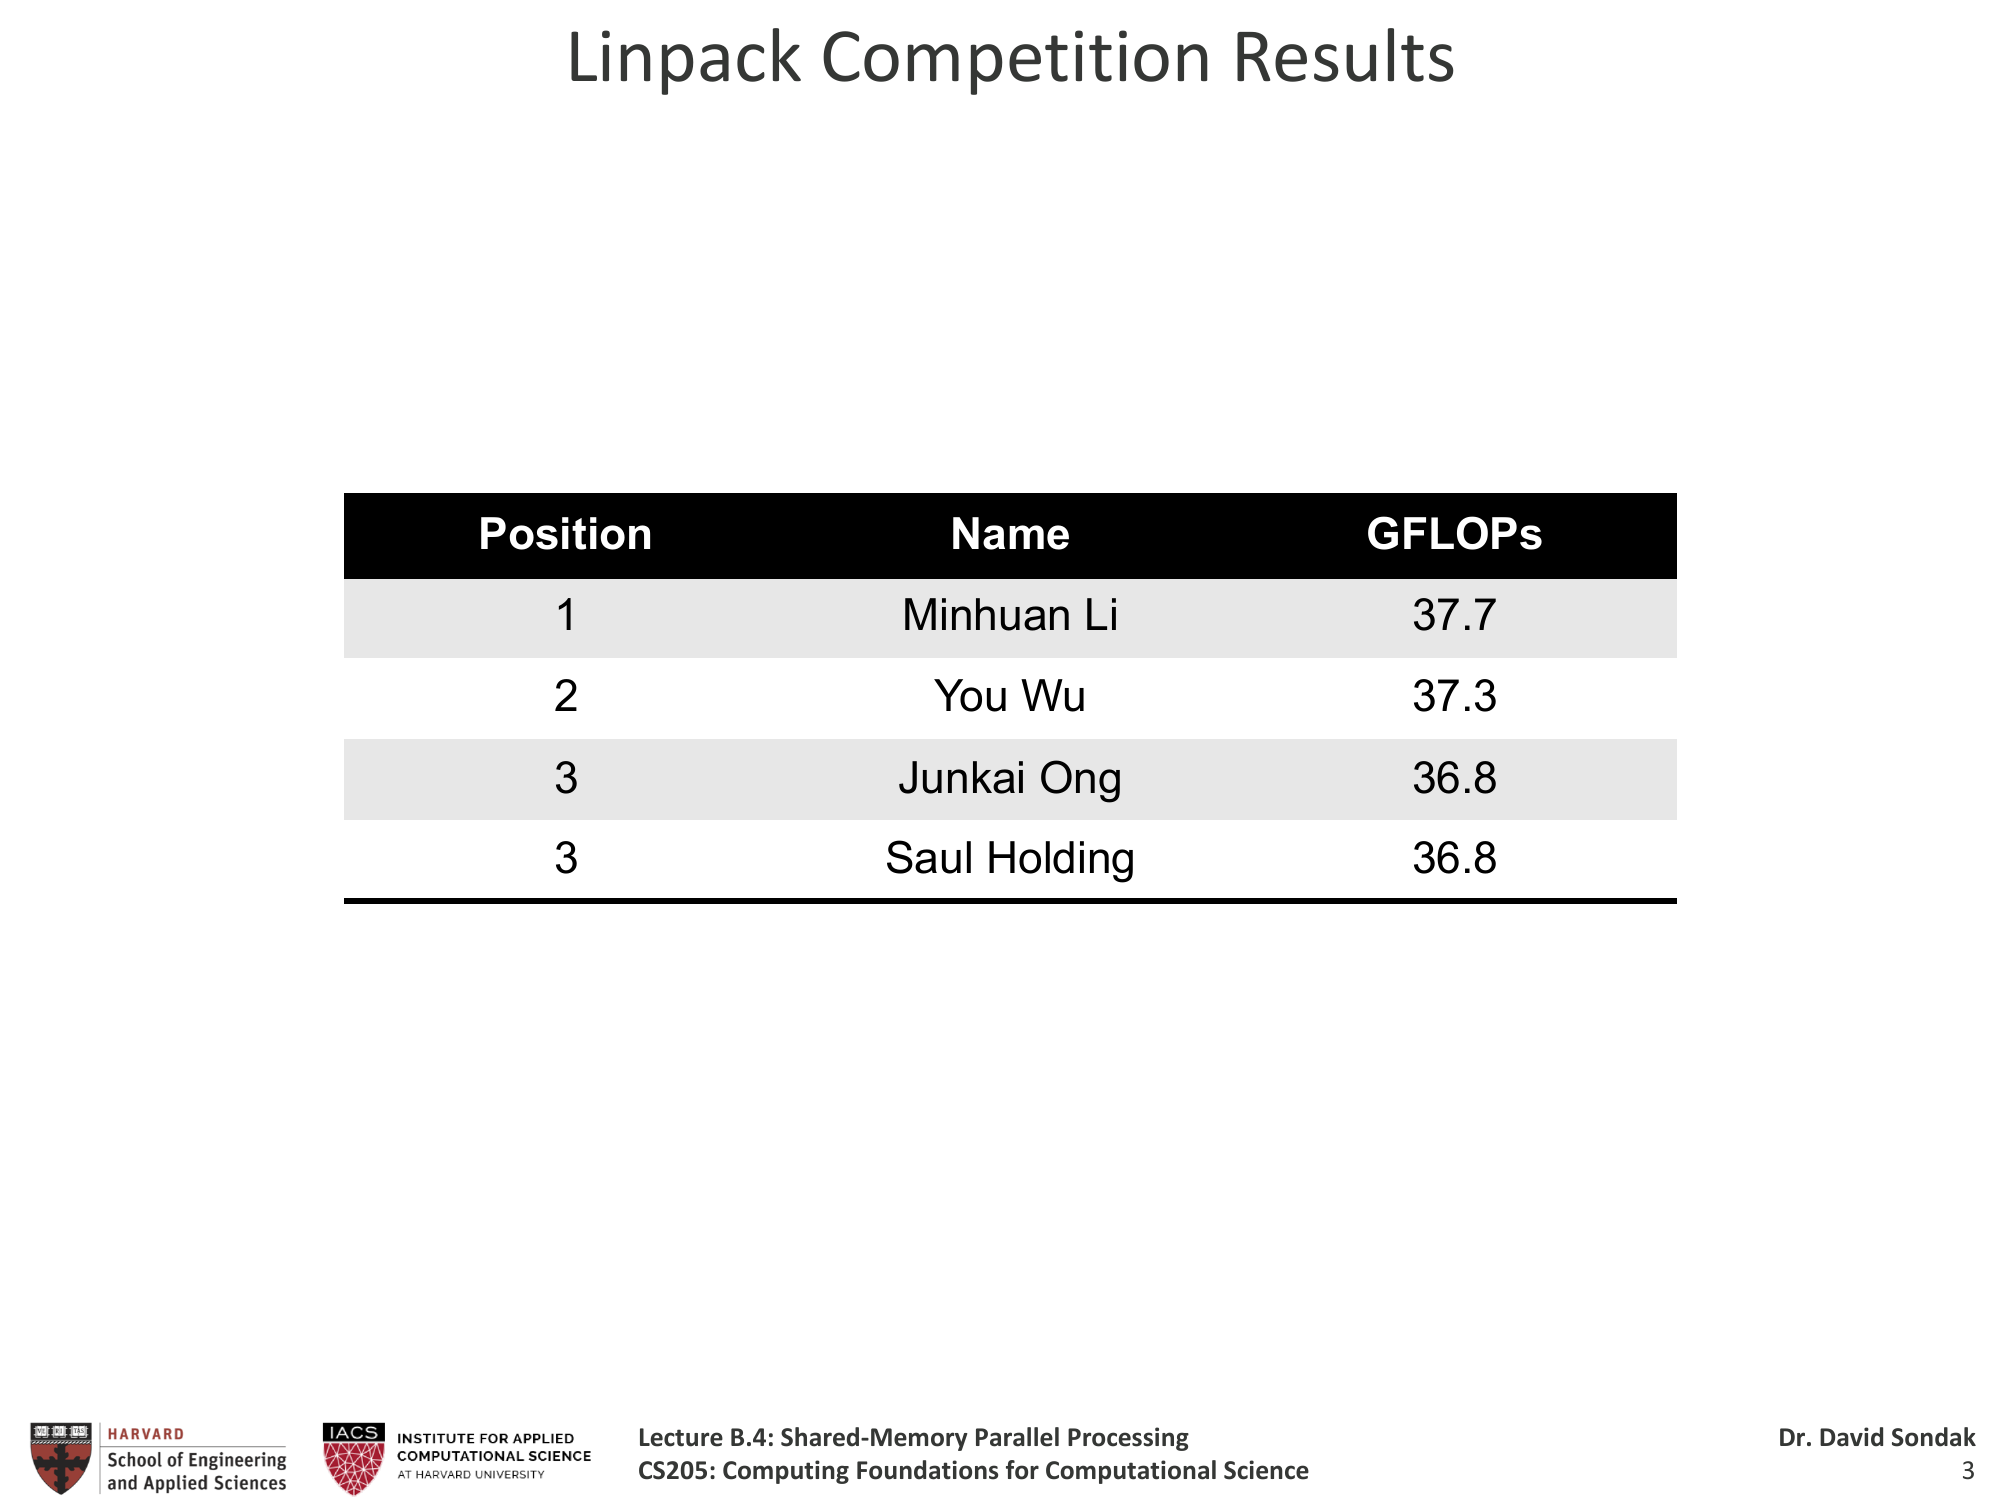 Linpack Competition Results
Position Name GFLOPs
1 Minhuan Li 37.7
2 You Wu 37.3
3 Junkai Ong 36.8
3 Saul Holding 36.8
HARVARD
School of Engineering
and Applied Sciences
IACS
INSTITUTE FOR APPLIED
COMPUTATIONAL SCIENCE
AT HARVARD UNIVERSITY
Lecture B.4: Shared-Memory Parallel Processing
CS205: Computing Foundations for Computational Science
Dr. David Sondak
3